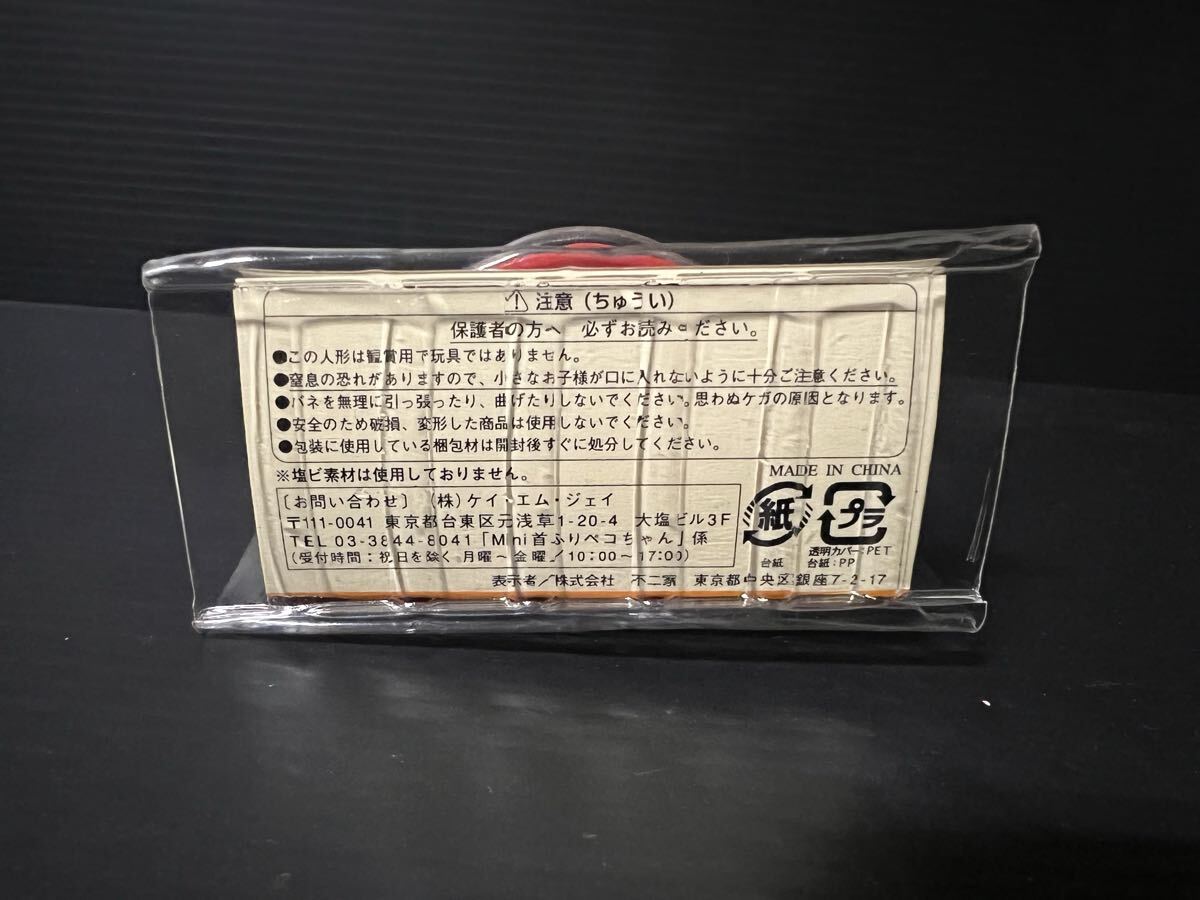 ⚠ 注意（ちゅうい）
保護者の方へ 必ずお読みください。
●この人形は観賞用で玩具ではありません。
●窒息の恐れがありますので、小さなお子様が口に入れないように十分ご注意ください。
●バネを無理に引っ張ったり、曲げたりしないでください。思わぬケガの原因となります。
●安全のため破損、変形した商品は使用しないでください。
●包装に使用している梱包材は開封後すぐに処分してください。
※塩ビ素材は使用しておりません。
MADE IN CHINA
［お問い合わせ］ （株）ケイ・エム・ジェイ
〒111-0041 東京都台東区元浅草1-20-4 大塩ビル3F
TEL 03-3844-8041「Mini首ふりペコちゃん」係
（受付時間：祝日を除く月曜～金曜／10：00～17：00）
紙
プラ
透明カバー：PET
台紙 台紙：PP
表示者／株式会社 不二家 東京都中央区銀座7-2-17